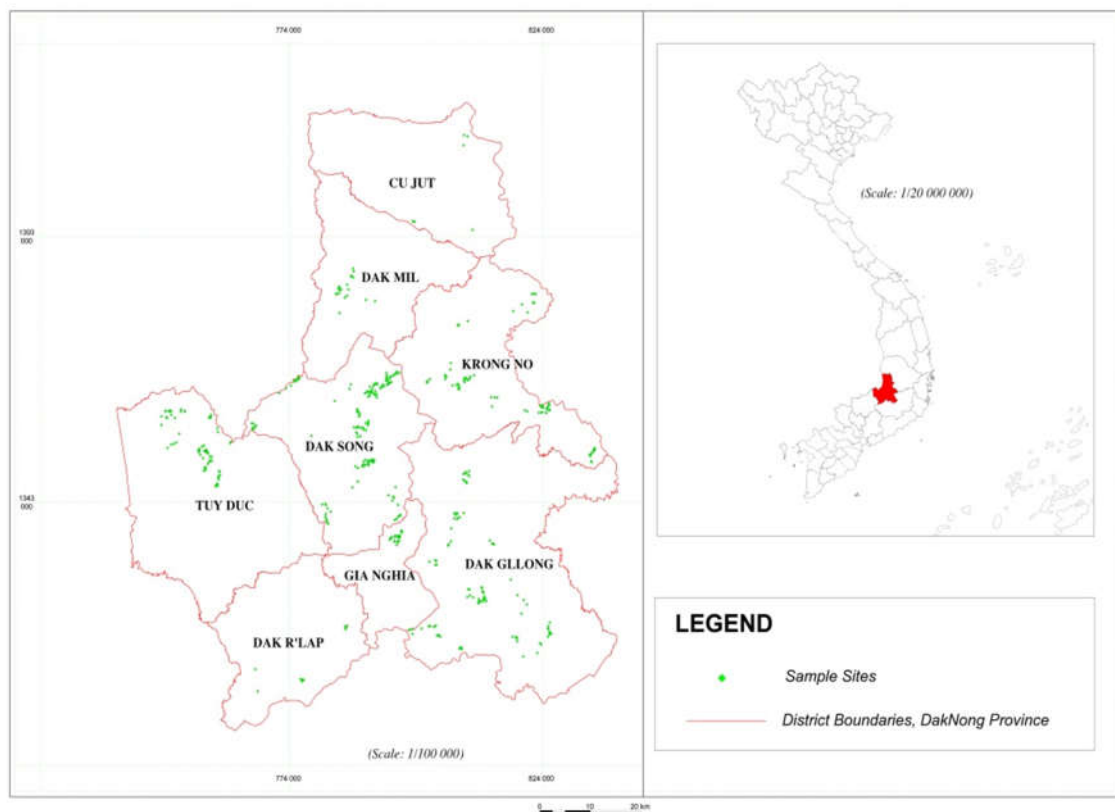 774 000
824 000
CU JUT
1393
000
DAK MIL
KRONG NO
DAK SONG
TUY DUC
1343
000
DAK GLLONG
GIA NGHIA
DAK R'LAP
(Scale: 1/100 000)
774 000
824 000
0 10 20 km
(Scale: 1/20 000 000)
LEGEND
Sample Sites
District Boundaries, DakNong Province